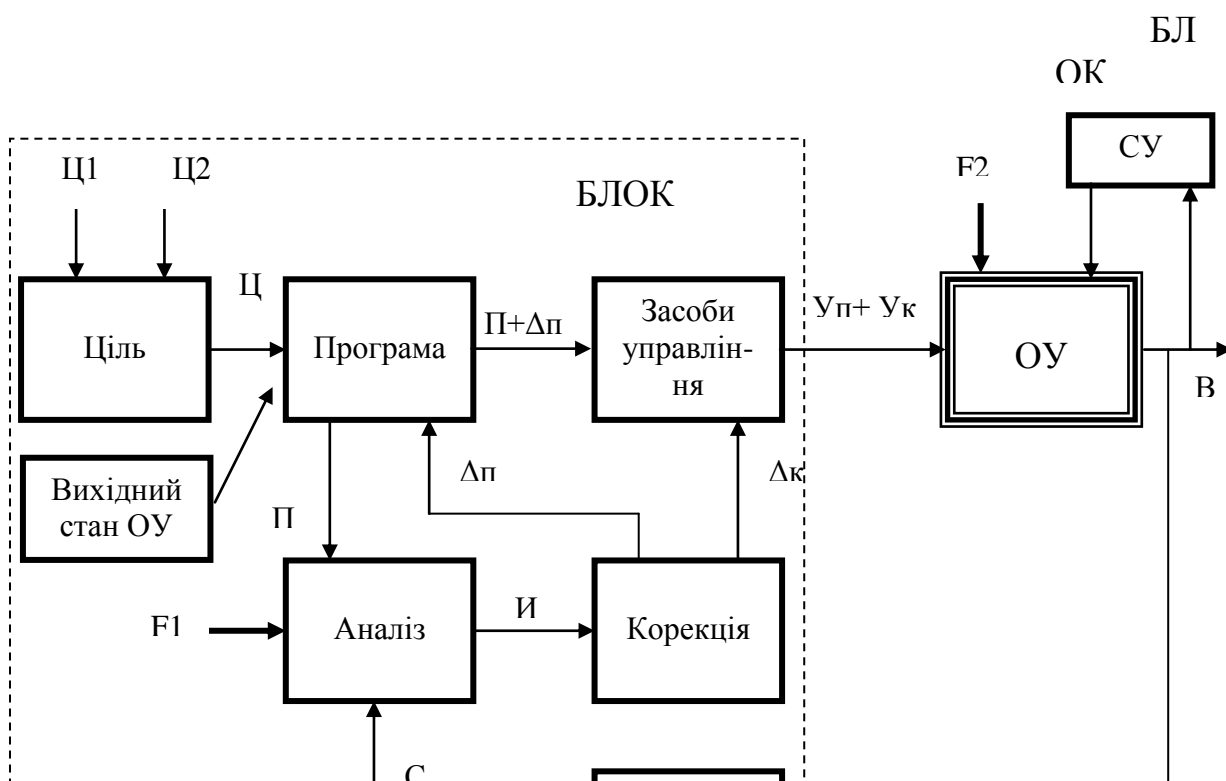 БЛ
ОК
СУ
Ц1
Ц2
БЛОК
F2
Ц
Ціль
Програма
П+Δп
Засоби
управлін-
ня
Уп+ Ук
ОУ
В
Вихідний
стан ОУ
Δп
Δк
П
F1
Аналіз
И
Корекція
С